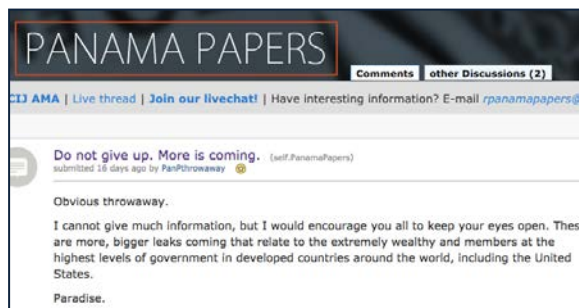 PANAMA PAPERS
Comments other Discussions (2)
CIJ AMA | Live thread | Join our livechat! | Have interesting information? E-mail rpanamapapers@
Do not give up. More is coming. (self.PanamaPapers)
submitted 16 days ago by PanPthrowaway
Obvious throwaway.
I cannot give much information, but I would encourage you all to keep your eyes open. Thes
are more, bigger leaks coming that relate to the extremely wealthy and members at the
highest levels of government in developed countries around the world, including the United
States.
Paradise.